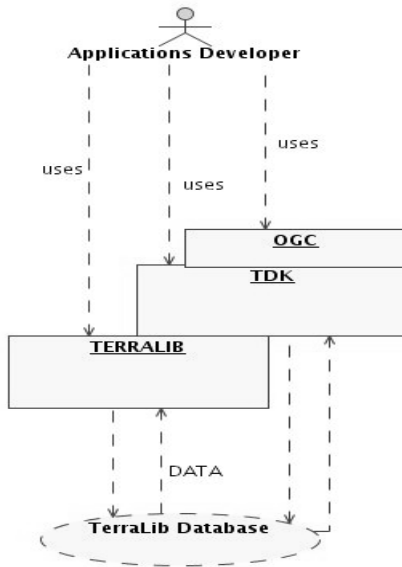 Applications Developer
uses
uses
uses
OGC
TDK
TERRALIB
DATA
TerraLib Database